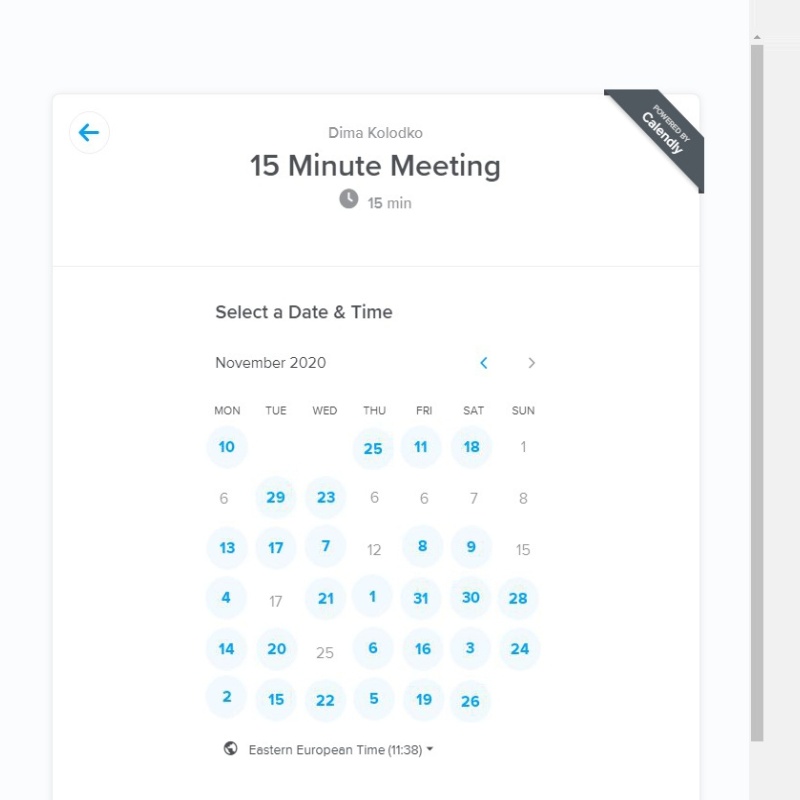 POWERED BY
Calendly
Dima Kolodko
15 Minute Meeting
15 min
Select a Date & Time
November 2020
MON TUE WED THU FRI SAT SUN
10 25 11 18 1
6 29 23 6 6 7 8
13 17 7 12 8 9 15
4 17 21 1 31 30 28
14 20 25 6 16 3 24
2 15 22 5 19 26
Eastern European Time (11:38)